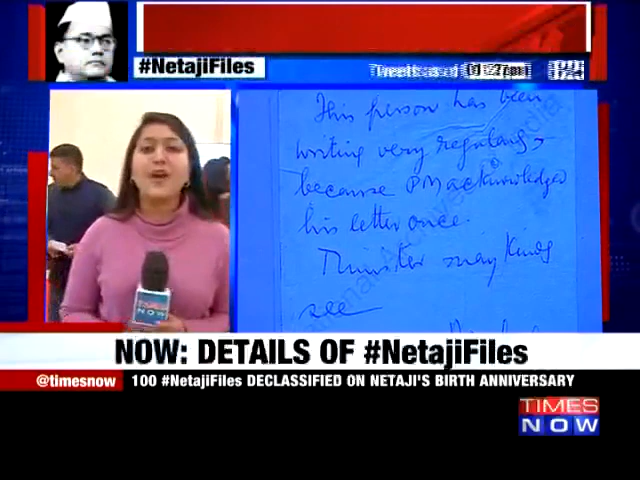 #NetajiFiles
This person has been
writing very regularly
because PM acknowledged
his letter once.
Minister may kindly
see
TIMES
NOW
NOW: DETAILS OF #NetajiFiles
@timesnow 100 #NetajiFiles DECLASSIFIED ON NETAJI'S BIRTH ANNIVERSARY
TIMES
NOW